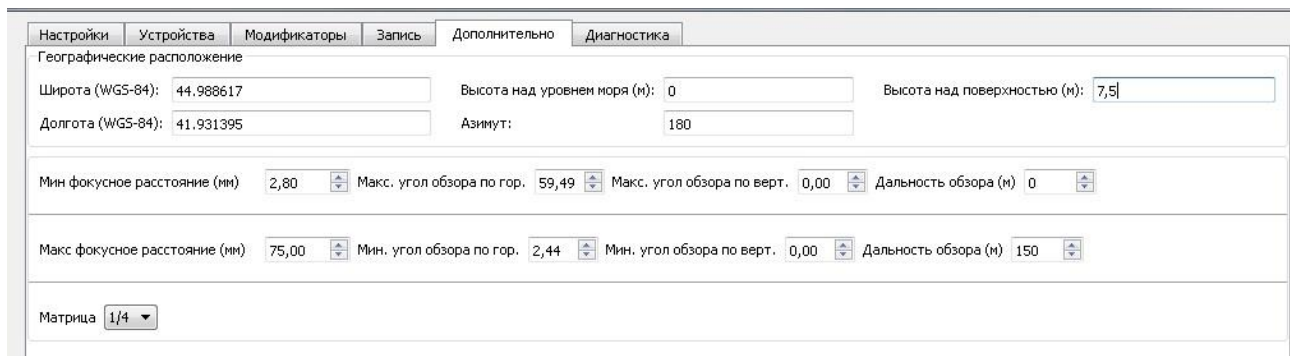 Настройки Устройства Модификаторы Запись Дополнительно Диагностика
Географические расположение
Широта (WGS-84): 44.988617 Высота над уровнем моря (м): 0 Высота над поверхностью (м): 7,5
Долгота (WGS-84): 41.931395 Азимут: 180
Мин фокусное расстояние (мм) 2,80 Макс. угол обзора по гор. 59,49 Макс. угол обзора по верт. 0,00 Дальность обзора (м) 0
Макс фокусное расстояние (мм) 75,00 Мин. угол обзора по гор. 2,44 Мин. угол обзора по верт. 0,00 Дальность обзора (м) 150
Матрица 1/4